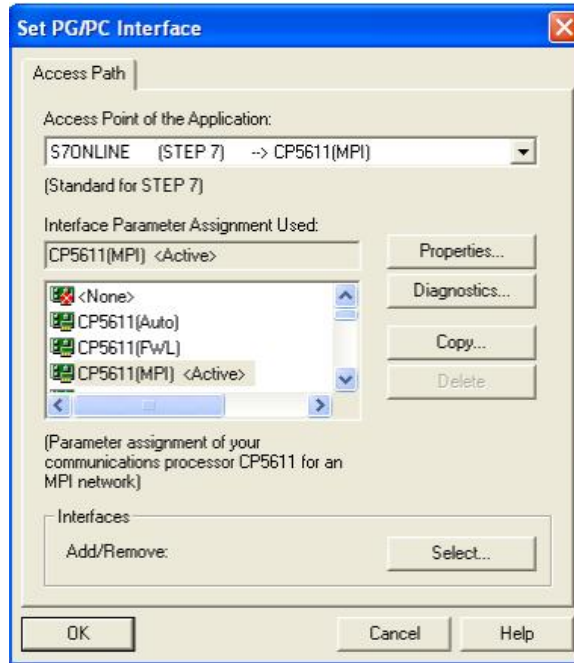 Set PG/PC Interface
Access Path
Access Point of the Application:
S7ONLINE (STEP 7) --> CP5611(MPI)
(Standard for STEP 7)
Interface Parameter Assignment Used:
CP5611(MPI) <Active>
Properties...
<None>
CP5611(Auto)
CP5611(FWL)
CP5611(MPI) <Active>
Diagnostics...
Copy...
Delete
(Parameter assignment of your
communications processor CP5611 for an
MPI network)
Interfaces
Add/Remove:
Select...
OK
Cancel
Help